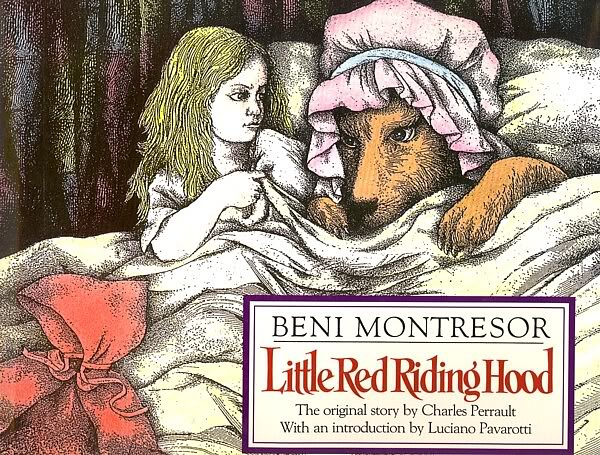 BENI MONTRESOR
Little Red Riding Hood
The original story by Charles Perrault
With an introduction by Luciano Pavarotti